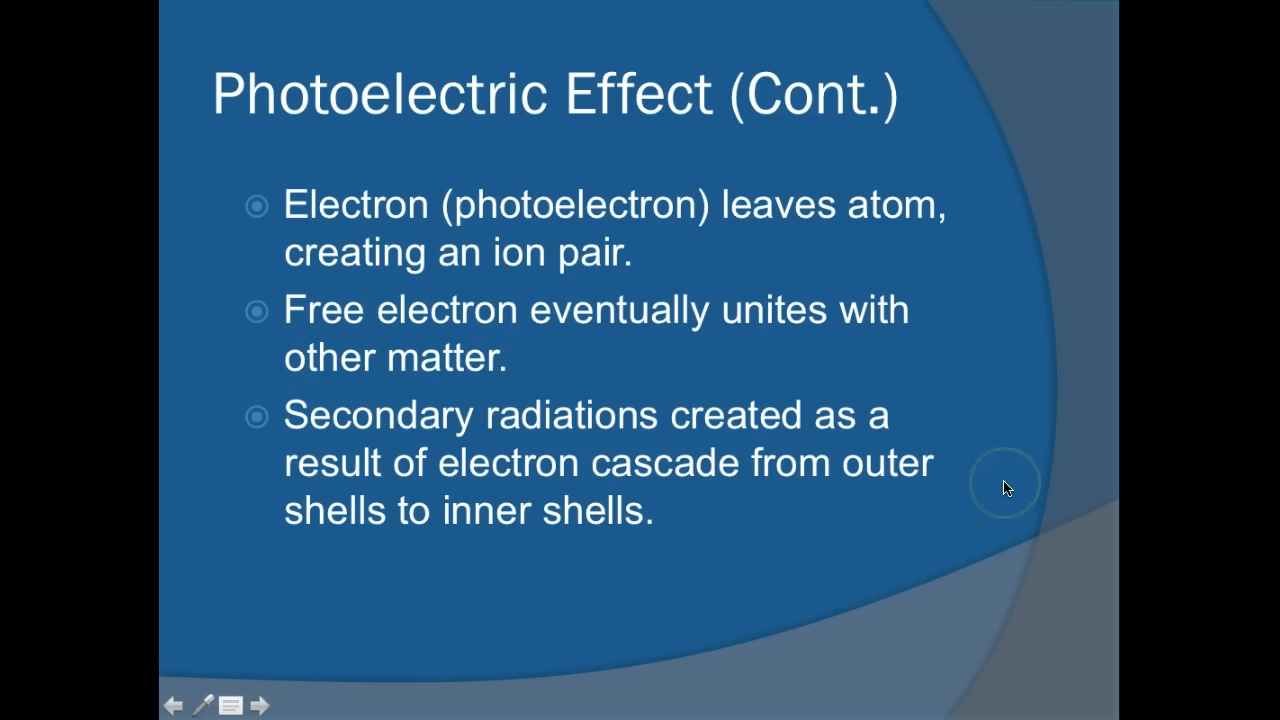 Photoelectric Effect (Cont.)
Electron (photoelectron) leaves atom,
creating an ion pair.
Free electron eventually unites with
other matter.
Secondary radiations created as a
result of electron cascade from outer
shells to inner shells.